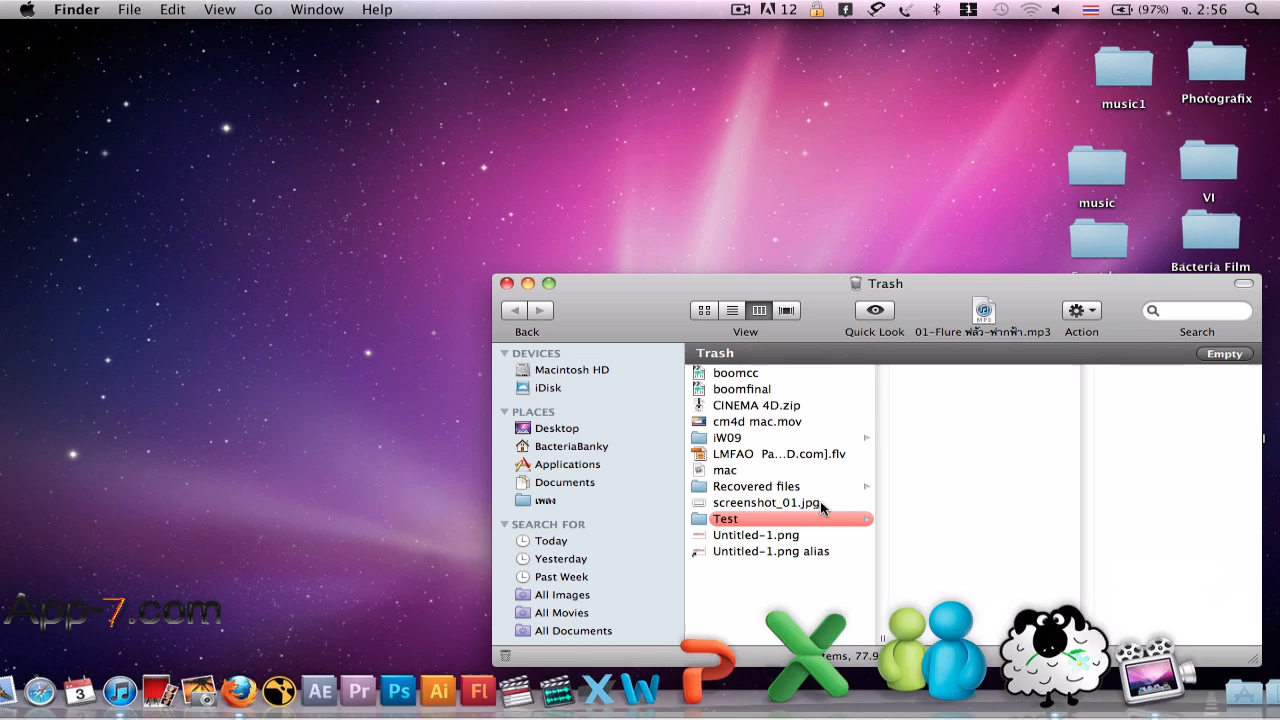 Finder File Edit View Go Window Help
12 (97%) จ. 2:56
music1
Photografix
music
VI
Bacteria Film
Trash
Back
View
Quick Look
MP3
Action
Search
Trash
Empty
DEVICES
Macintosh HD
iDisk
PLACES
Desktop
BacteriaBanky
Applications
Documents
เพลง
SEARCH FOR
Today
Yesterday
Past Week
All Images
All Movies
All Documents
boomcc
boomfinal
CINEMA 4D.zip
cm4d mac.mov
iW09
LMFAO Pa...D.com].flv
mac
Recovered files
screenshot_01.jpg
Test
Untitled-1.png
Untitled-1.png alias
77.9
App-7.com
3
AE Pr Ps Ai Fl